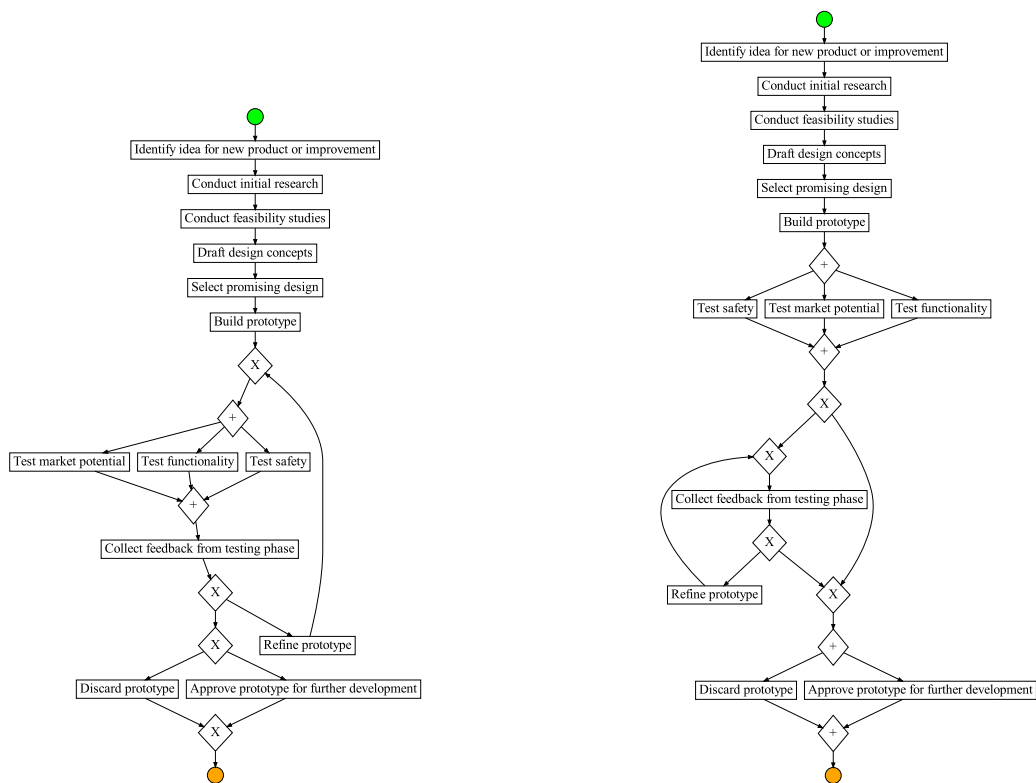 Identify idea for new product or improvement
Conduct initial research
Conduct feasibility studies
Draft design concepts
Select promising design
Build prototype
X
+
Test market potential
Test functionality
Test safety
+
Collect feedback from testing phase
X
X
Refine prototype
Discard prototype
Approve prototype for further development
X
Identify idea for new product or improvement
Conduct initial research
Conduct feasibility studies
Draft design concepts
Select promising design
Build prototype
+
Test safety
Test market potential
Test functionality
+
X
X
Collect feedback from testing phase
X
Refine prototype
X
+
Discard prototype
Approve prototype for further development
+